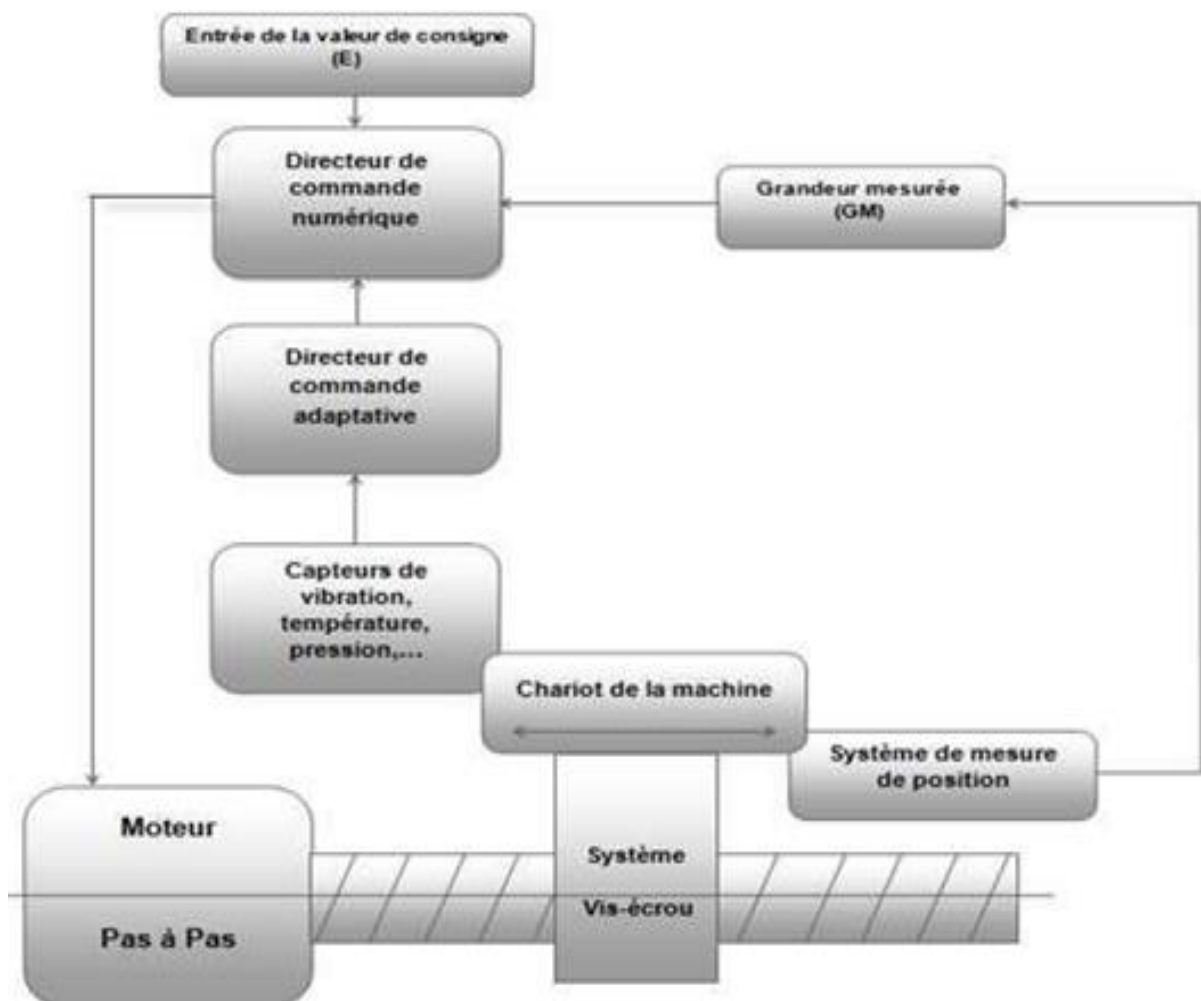 Entrée de la valeur de consigne
(E)
Directeur de
commande
numérique
Grandeur mesurée
(GM)
Directeur de
commande
adaptative
Capteurs de
vibration,
température,
pression,...
Chariot de la machine
Système de mesure
de position
Moteur
Pas à Pas
Système
Vis-écrou